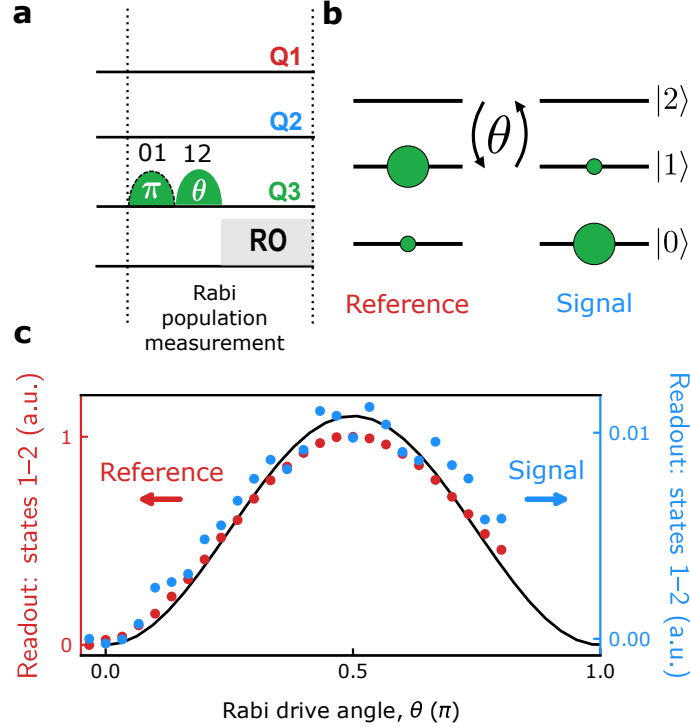 a
Q1
Q2
01 12
π θ
Q3
RO
Rabi
population
measurement
b
θ
|2⟩
|1⟩
|0⟩
Reference
Signal
c
Readout: states 1–2 (a.u.)
1
0
Reference
Signal
0.01
0.00
Readout: states 1–2 (a.u.)
0.0 0.5 1.0
Rabi drive angle, θ (π)